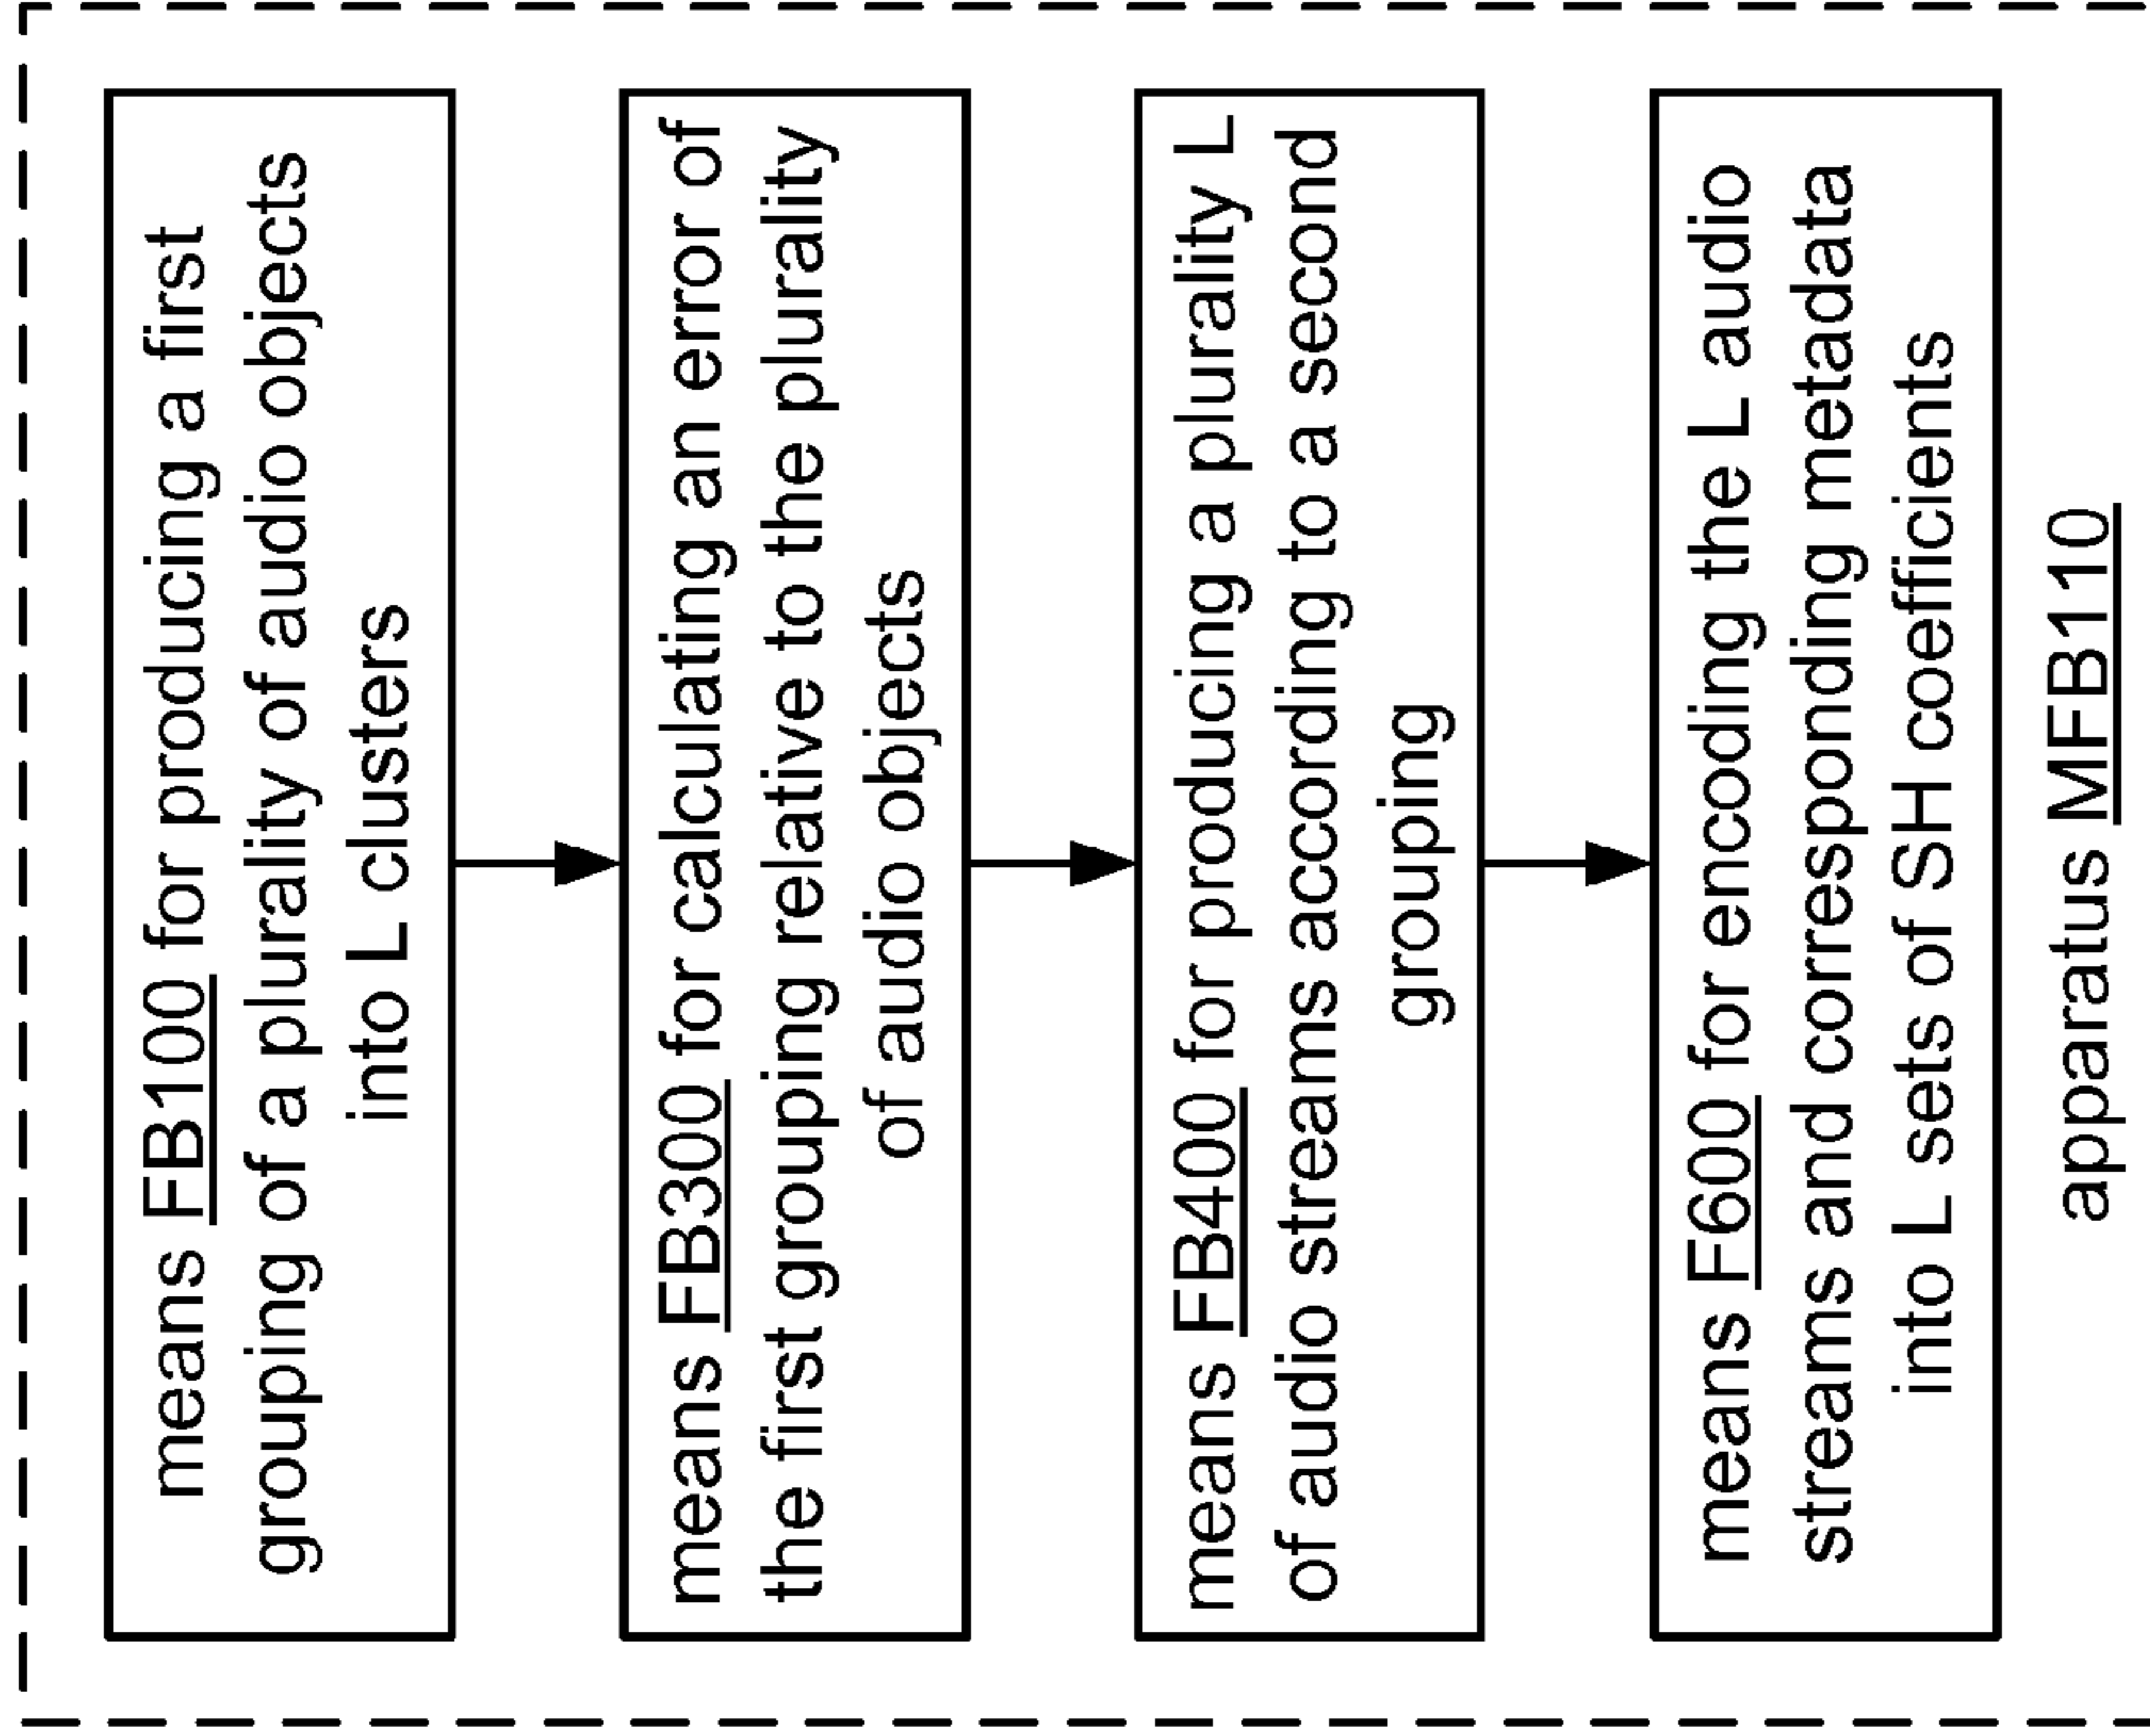 means FB100 for producing a first
grouping of a plurality of audio objects
into L clusters
means FB300 for calculating an error of
the first grouping relative to the plurality
of audio objects
means FB400 for producing a plurality L
of audio streams according to a second
grouping
means F600 for encoding the L audio
streams and corresponding metadata
into L sets of SH coefficients
apparatus MFB110